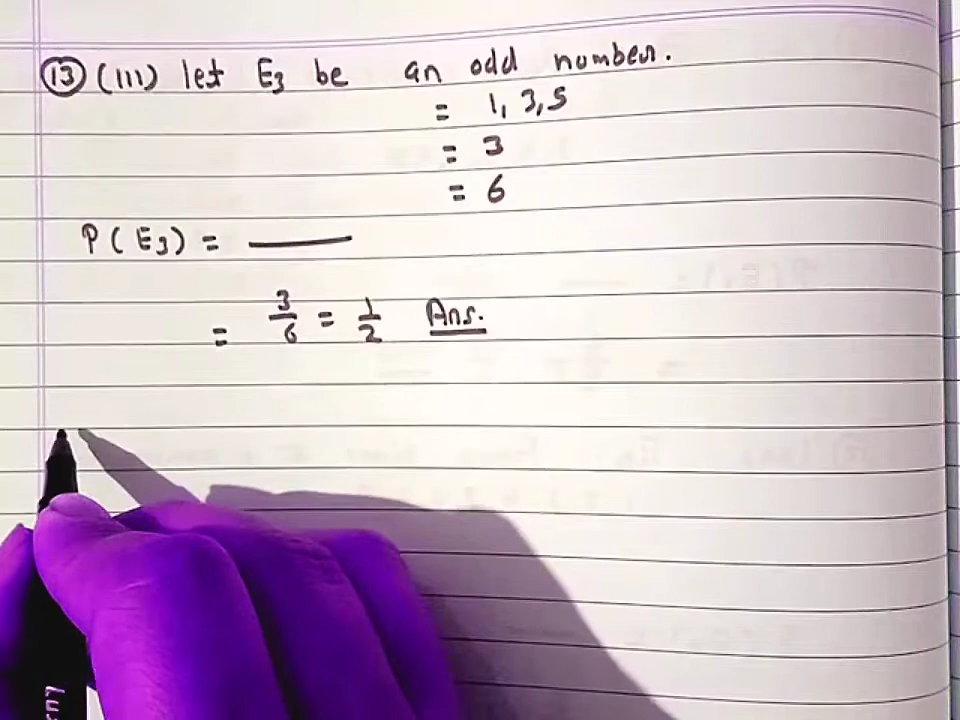 13 (III) let E3 be an odd number.
= 1, 3, 5
= 3
= 6
P(E3) = ———
= 3/6 = 1/2 Ans.